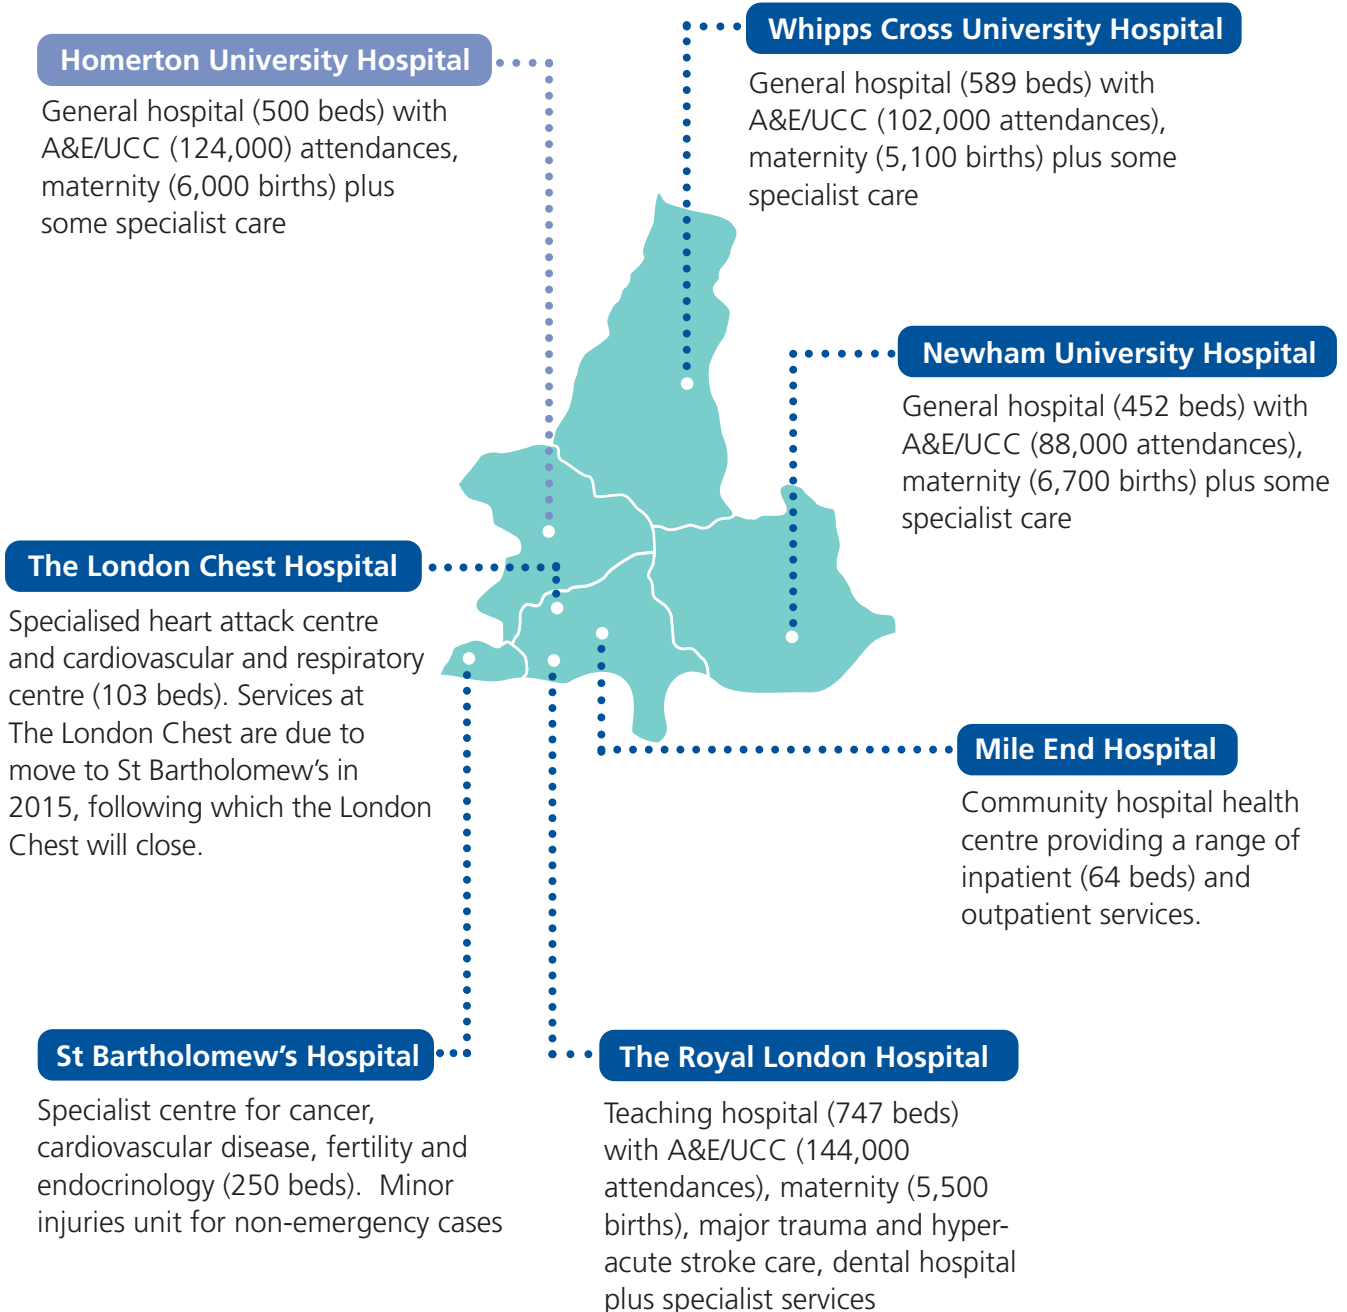 Homerton University Hospital
General hospital (500 beds) with
A&E/UCC (124,000) attendances,
maternity (6,000 births) plus
some specialist care
Whipps Cross University Hospital
General hospital (589 beds) with
A&E/UCC (102,000 attendances),
maternity (5,100 births) plus some
specialist care
Newham University Hospital
General hospital (452 beds) with
A&E/UCC (88,000 attendances),
maternity (6,700 births) plus some
specialist care
The London Chest Hospital
Specialised heart attack centre
and cardiovascular and respiratory
centre (103 beds). Services at
The London Chest are due to
move to St Bartholomew's in
2015, following which the London
Chest will close.
Mile End Hospital
Community hospital health
centre providing a range of
inpatient (64 beds) and
outpatient services.
St Bartholomew's Hospital
Specialist centre for cancer,
cardiovascular disease, fertility and
endocrinology (250 beds).  Minor
injuries unit for non-emergency cases
The Royal London Hospital
Teaching hospital (747 beds)
with A&E/UCC (144,000
attendances), maternity (5,500
births), major trauma and hyper-
acute stroke care, dental hospital
plus specialist services